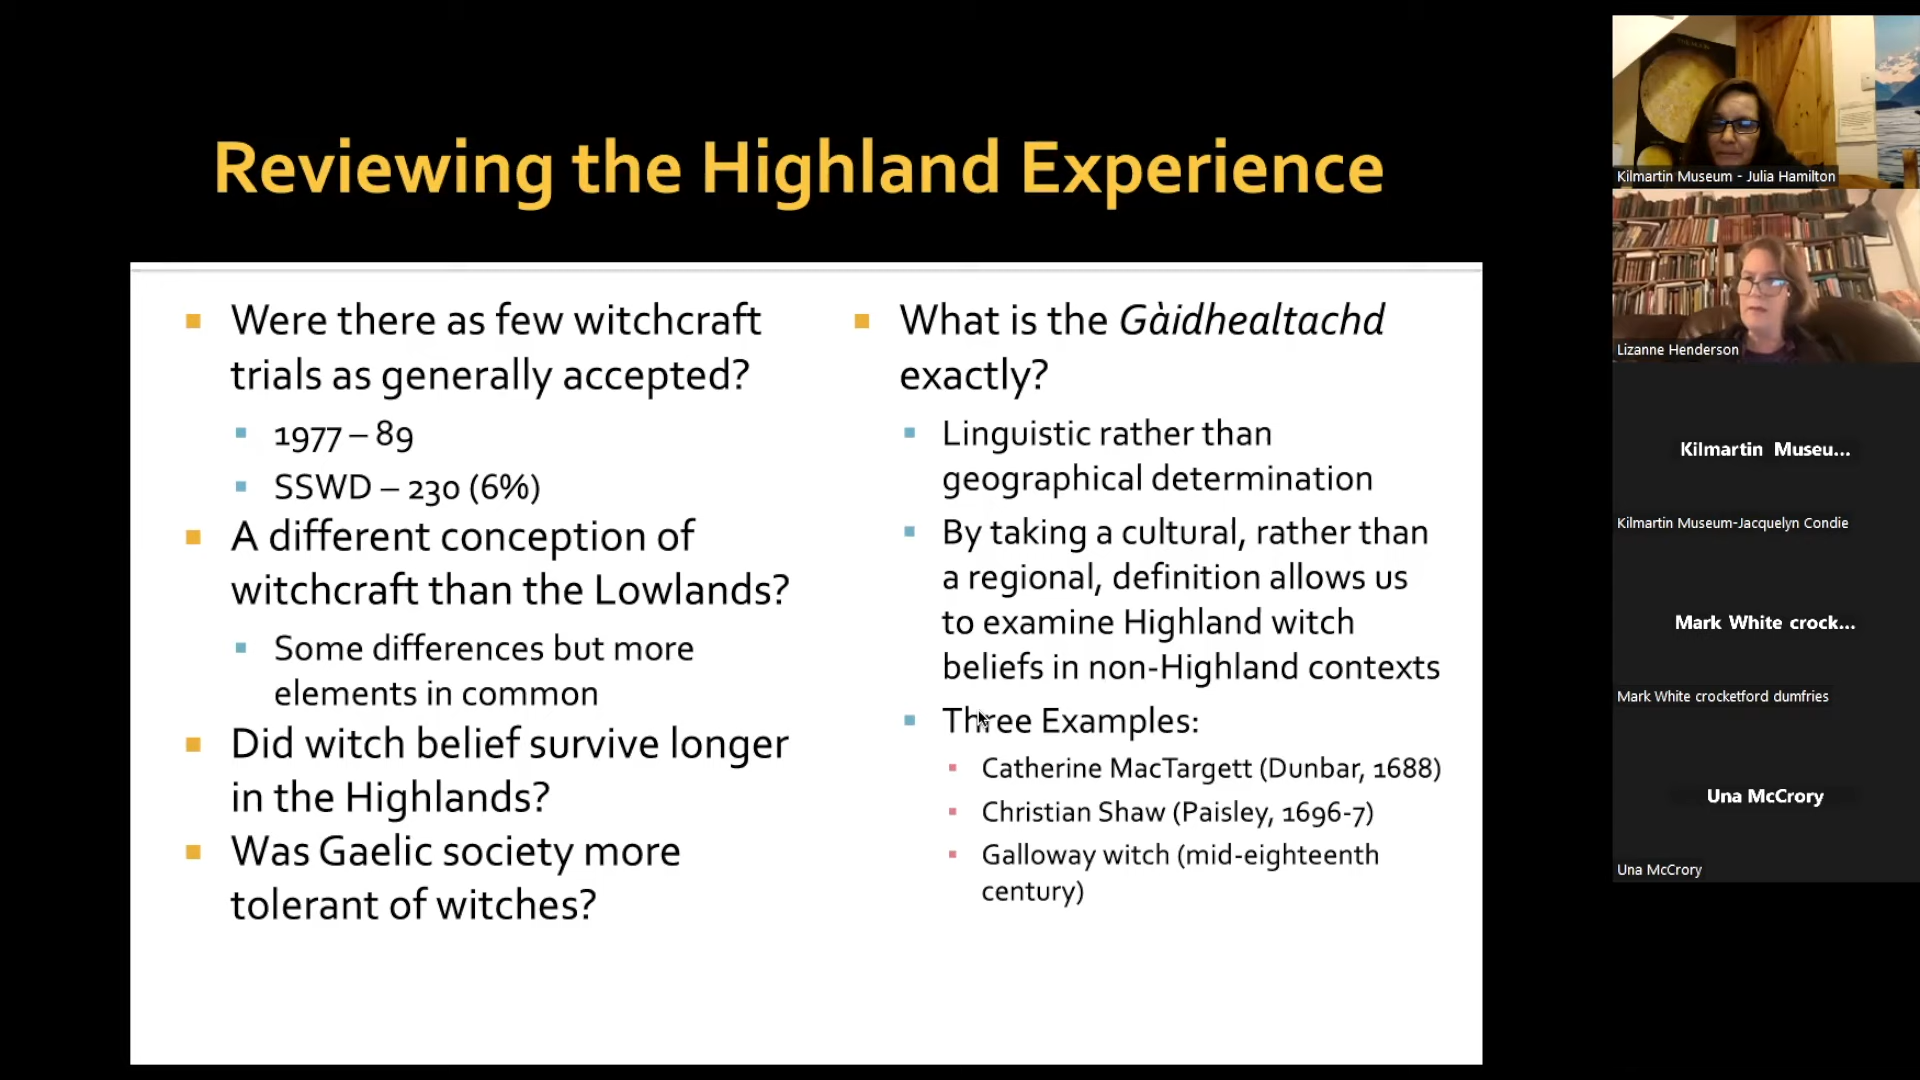 Reviewing the Highland Experience
Were there as few witchcraft
trials as generally accepted?
1977 – 89
SSWD – 230 (6%)
A different conception of
witchcraft than the Lowlands?
Some differences but more
elements in common
Did witch belief survive longer
in the Highlands?
Was Gaelic society more
tolerant of witches?
What is the Gàidhealtachd
exactly?
Linguistic rather than
geographical determination
By taking a cultural, rather than
a regional, definition allows us
to examine Highland witch
beliefs in non-Highland contexts
Three Examples:
Catherine MacTargett (Dunbar, 1688)
Christian Shaw (Paisley, 1696-7)
Galloway witch (mid-eighteenth
century)
Kilmartin Museum - Julia Hamilton
Lizanne Henderson
Kilmartin Museu...
Kilmartin Museum-Jacquelyn Condie
Mark White crock...
Mark White crocketford dumfries
Una McCrory
Una McCrory